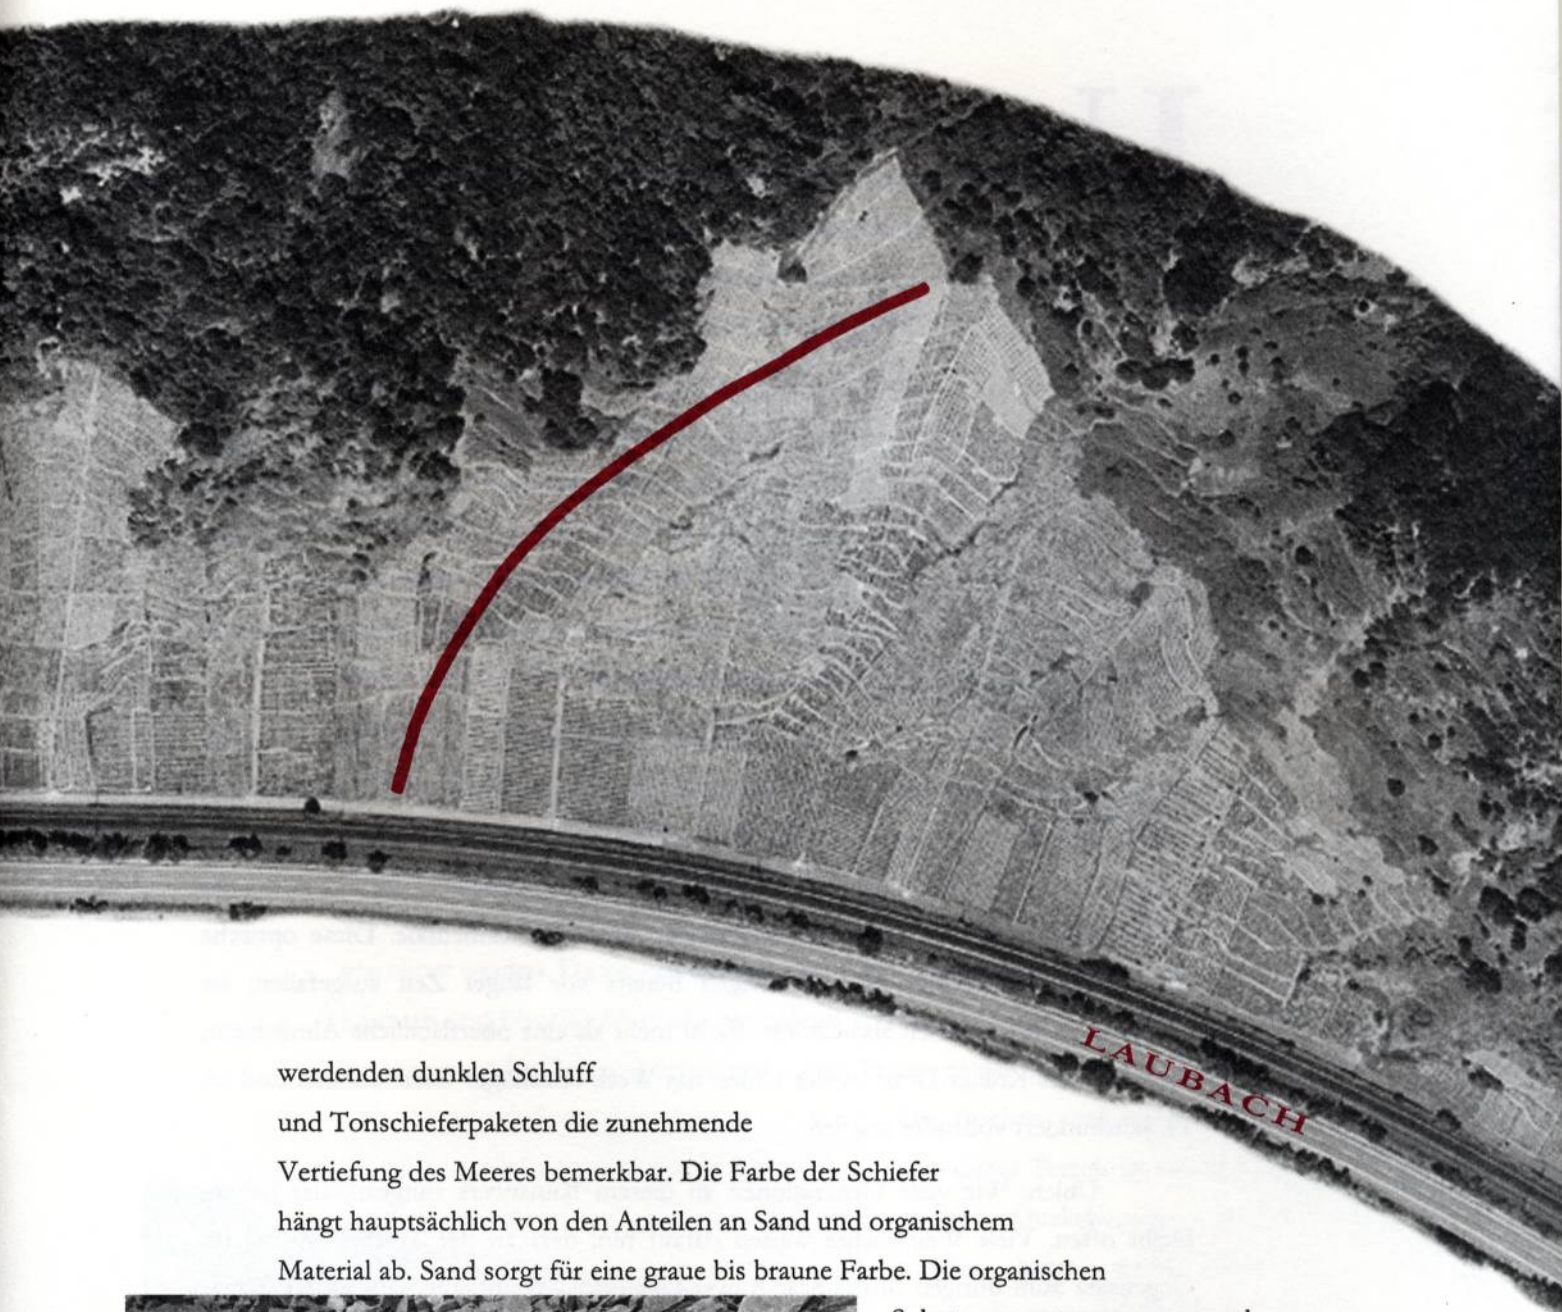 LAUBACH
werdenden dunklen Schluff
und Tonschieferpaketen die zunehmende
Vertiefung des Meeres bemerkbar. Die Farbe der Schiefer
hängt hauptsächlich von den Anteilen an Sand und organischem
Material ab. Sand sorgt für eine graue bis braune Farbe. Die organischen